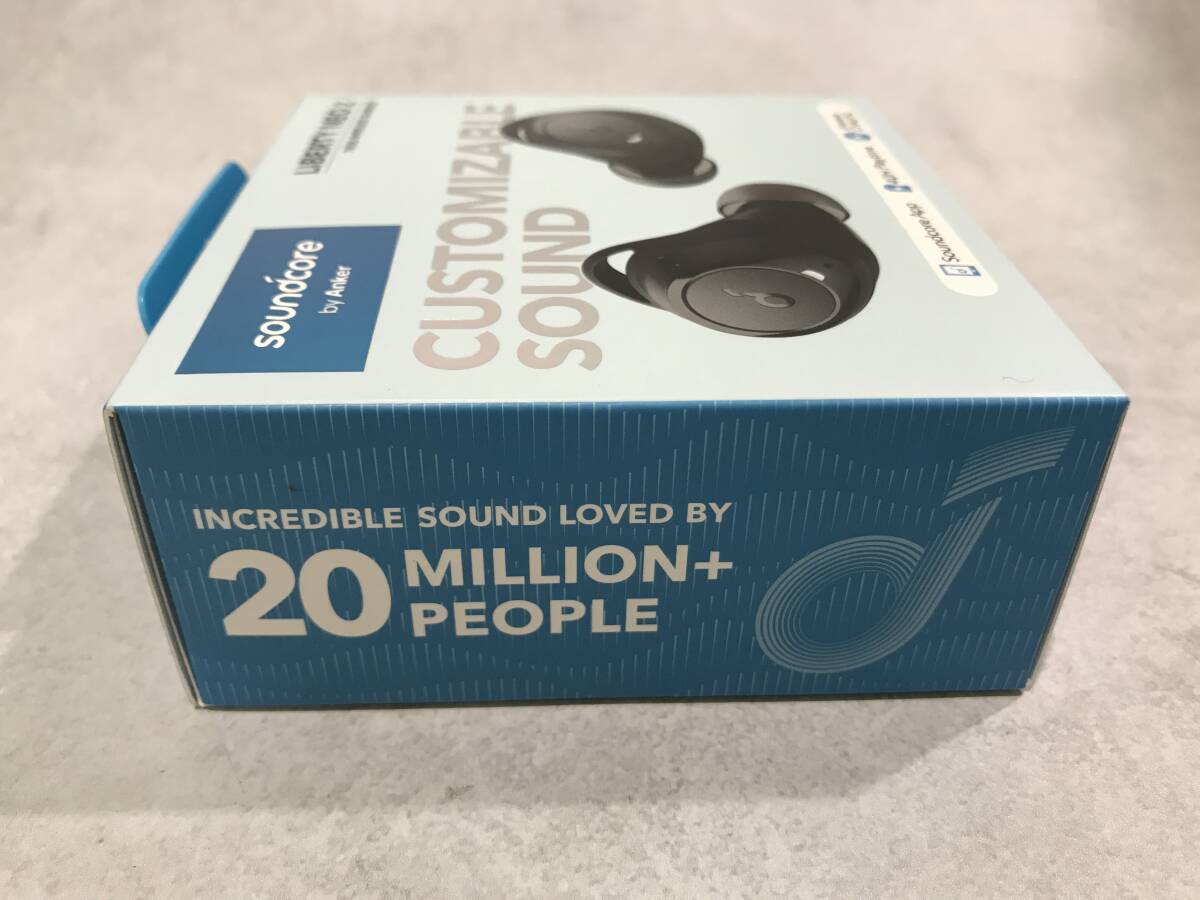 LIBERTY NEO 2
soundcore
by Anker
CUSTOMIZABLE
SOUND
Soundcore App
INCREDIBLE SOUND LOVED BY
20 MILLION+
PEOPLE